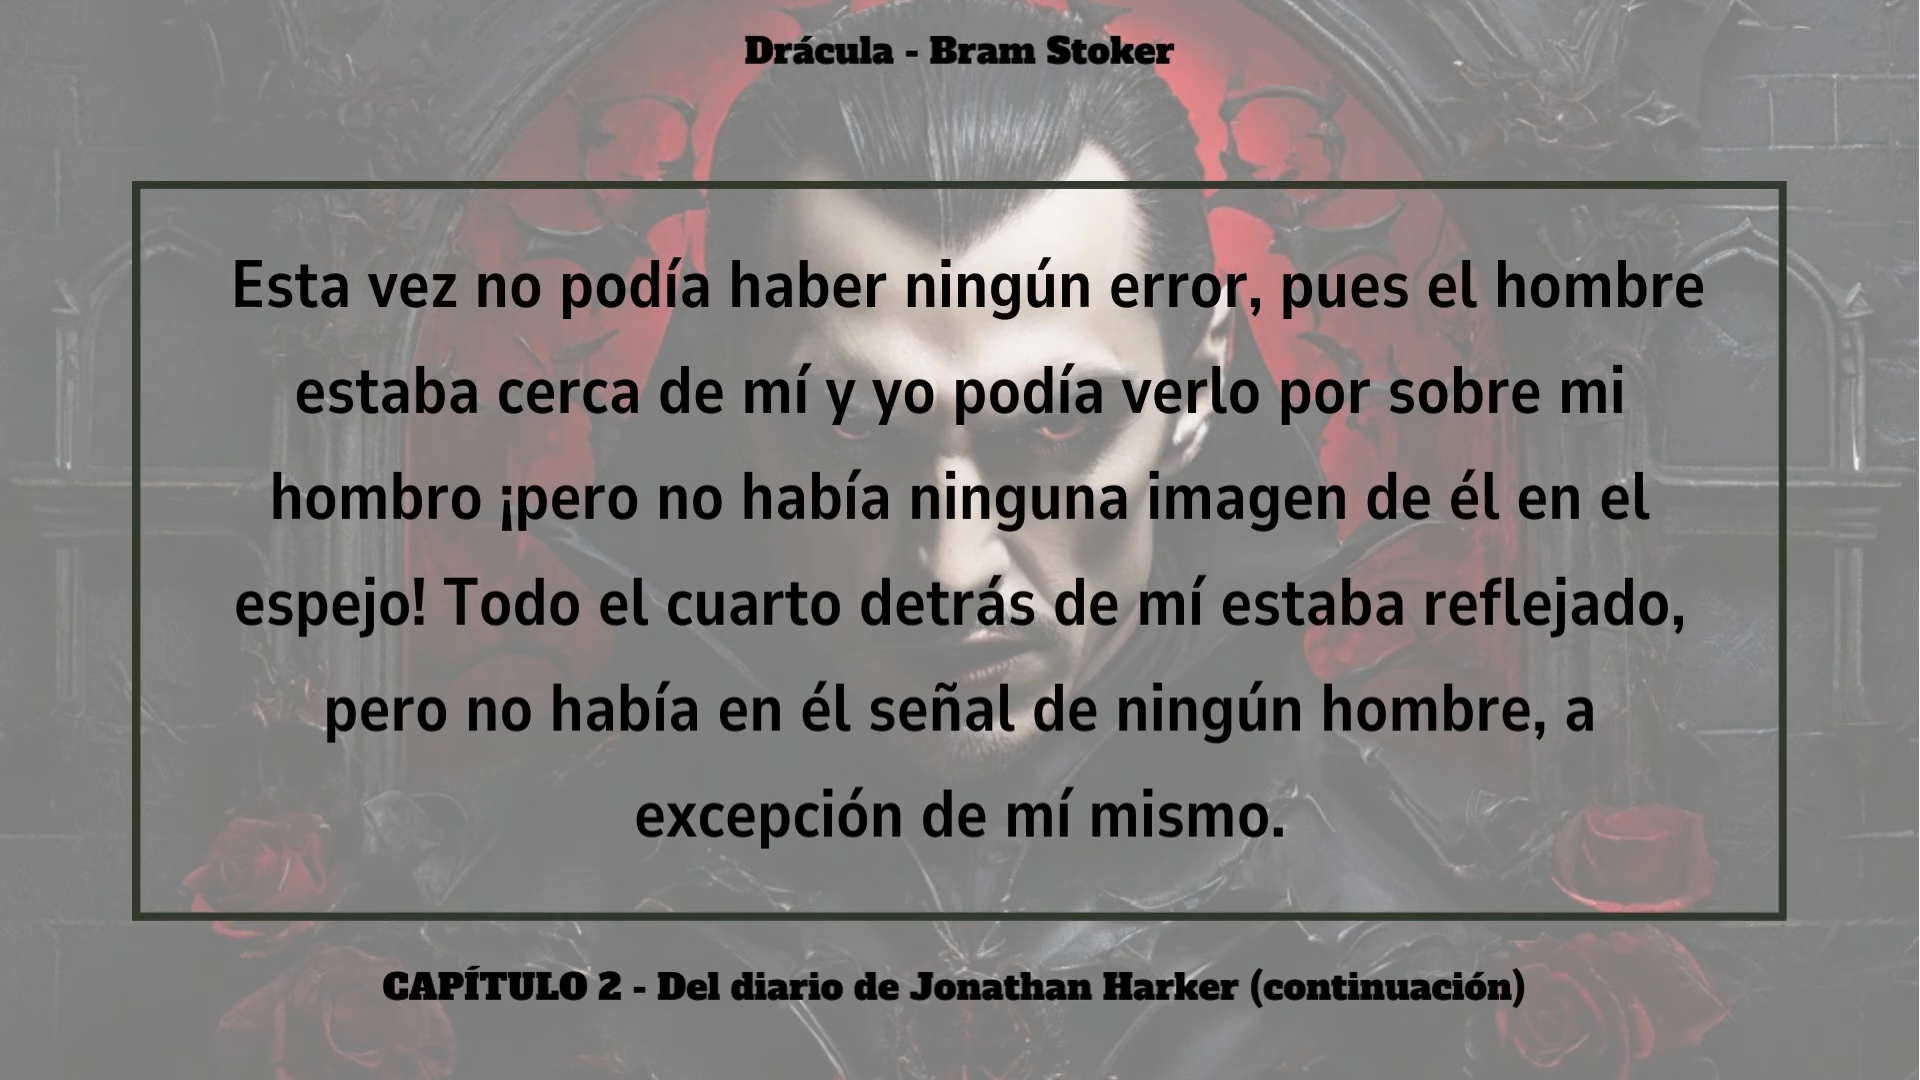 Drácula - Bram Stoker
Esta vez no podía haber ningún error, pues el hombre
estaba cerca de mí y yo podía verlo por sobre mi
hombro ¡pero no había ninguna imagen de él en el
espejo! Todo el cuarto detrás de mí estaba reflejado,
pero no había en él señal de ningún hombre, a
excepción de mí mismo.
CAPÍTULO 2 - Del diario de Jonathan Harker (continuación)